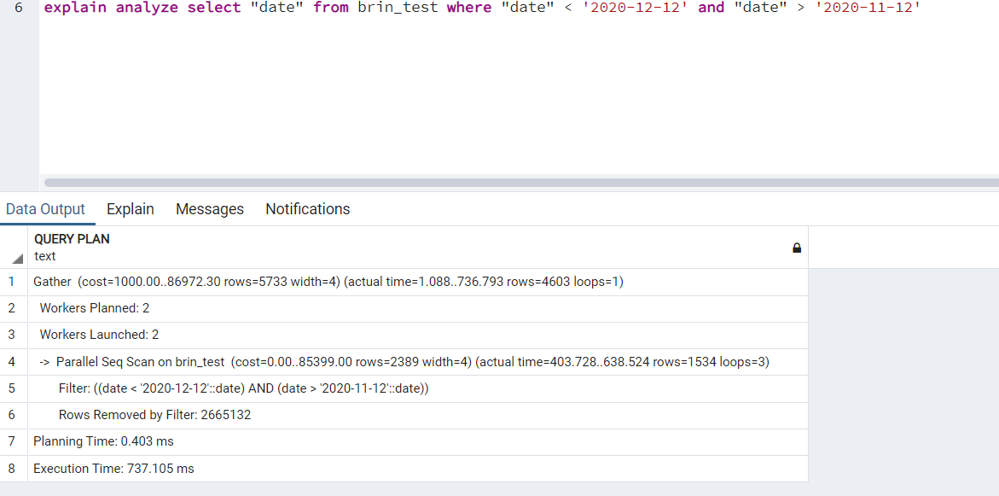 6 explain analyze select "date" from brin_test where "date" < '2020-12-12' and "date" > '2020-11-12'
Data Output Explain Messages Notifications
QUERY PLAN
text
1 Gather (cost=1000.00..86972.30 rows=5733 width=4) (actual time=1.088..736.793 rows=4603 loops=1)
2 Workers Planned: 2
3 Workers Launched: 2
4 -> Parallel Seq Scan on brin_test (cost=0.00..85399.00 rows=2389 width=4) (actual time=403.728..638.524 rows=1534 loops=3)
5 Filter: ((date < '2020-12-12'::date) AND (date > '2020-11-12'::date))
6 Rows Removed by Filter: 2665132
7 Planning Time: 0.403 ms
8 Execution Time: 737.105 ms